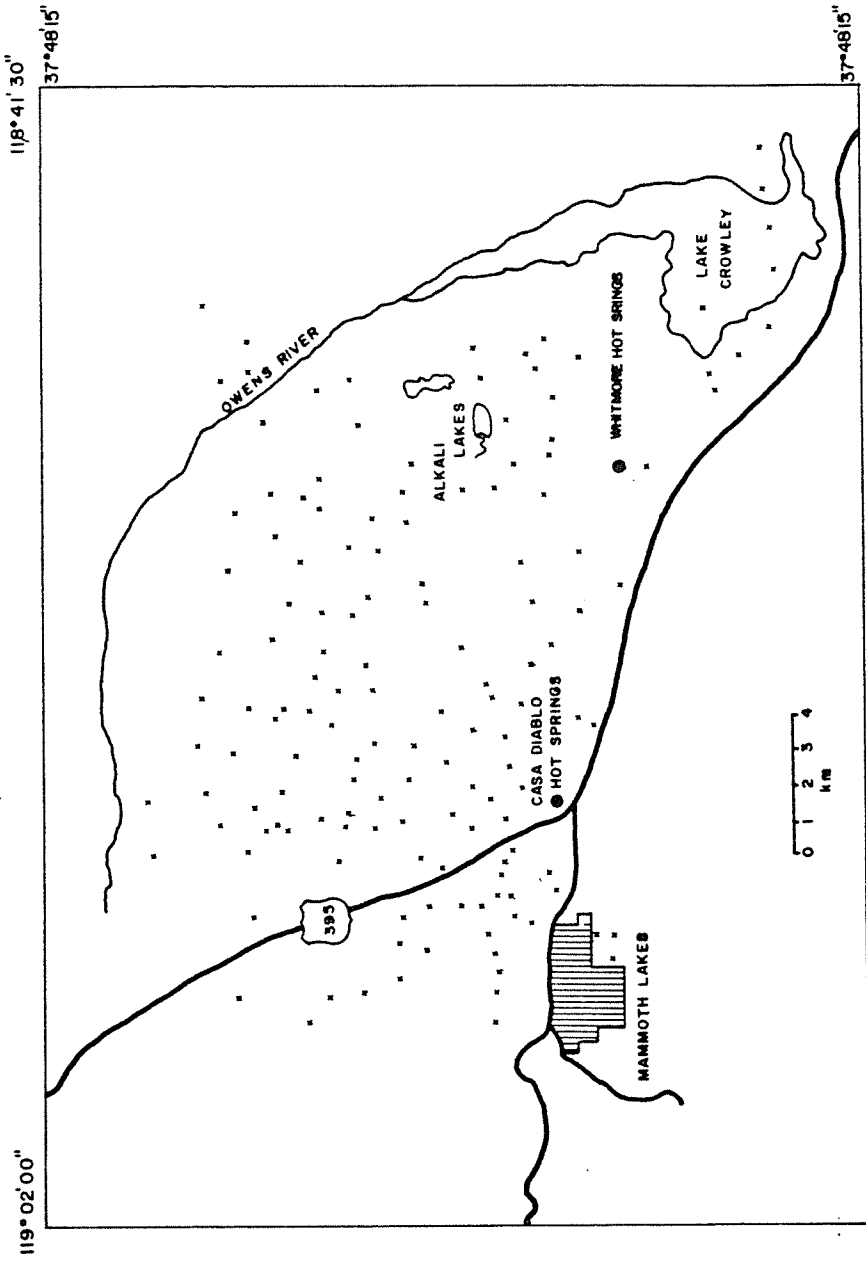 119° 02' 00"
118° 41' 30"
37° 48' 15"
37° 48' 15"
OWENS RIVER
395
ALKALI
LAKES
CASA DIABLO
HOT SPRINGS
WHITMORE HOT SRINGS
LAKE
CROWLEY
MAMMOTH LAKES
0 1 2 3 4
km